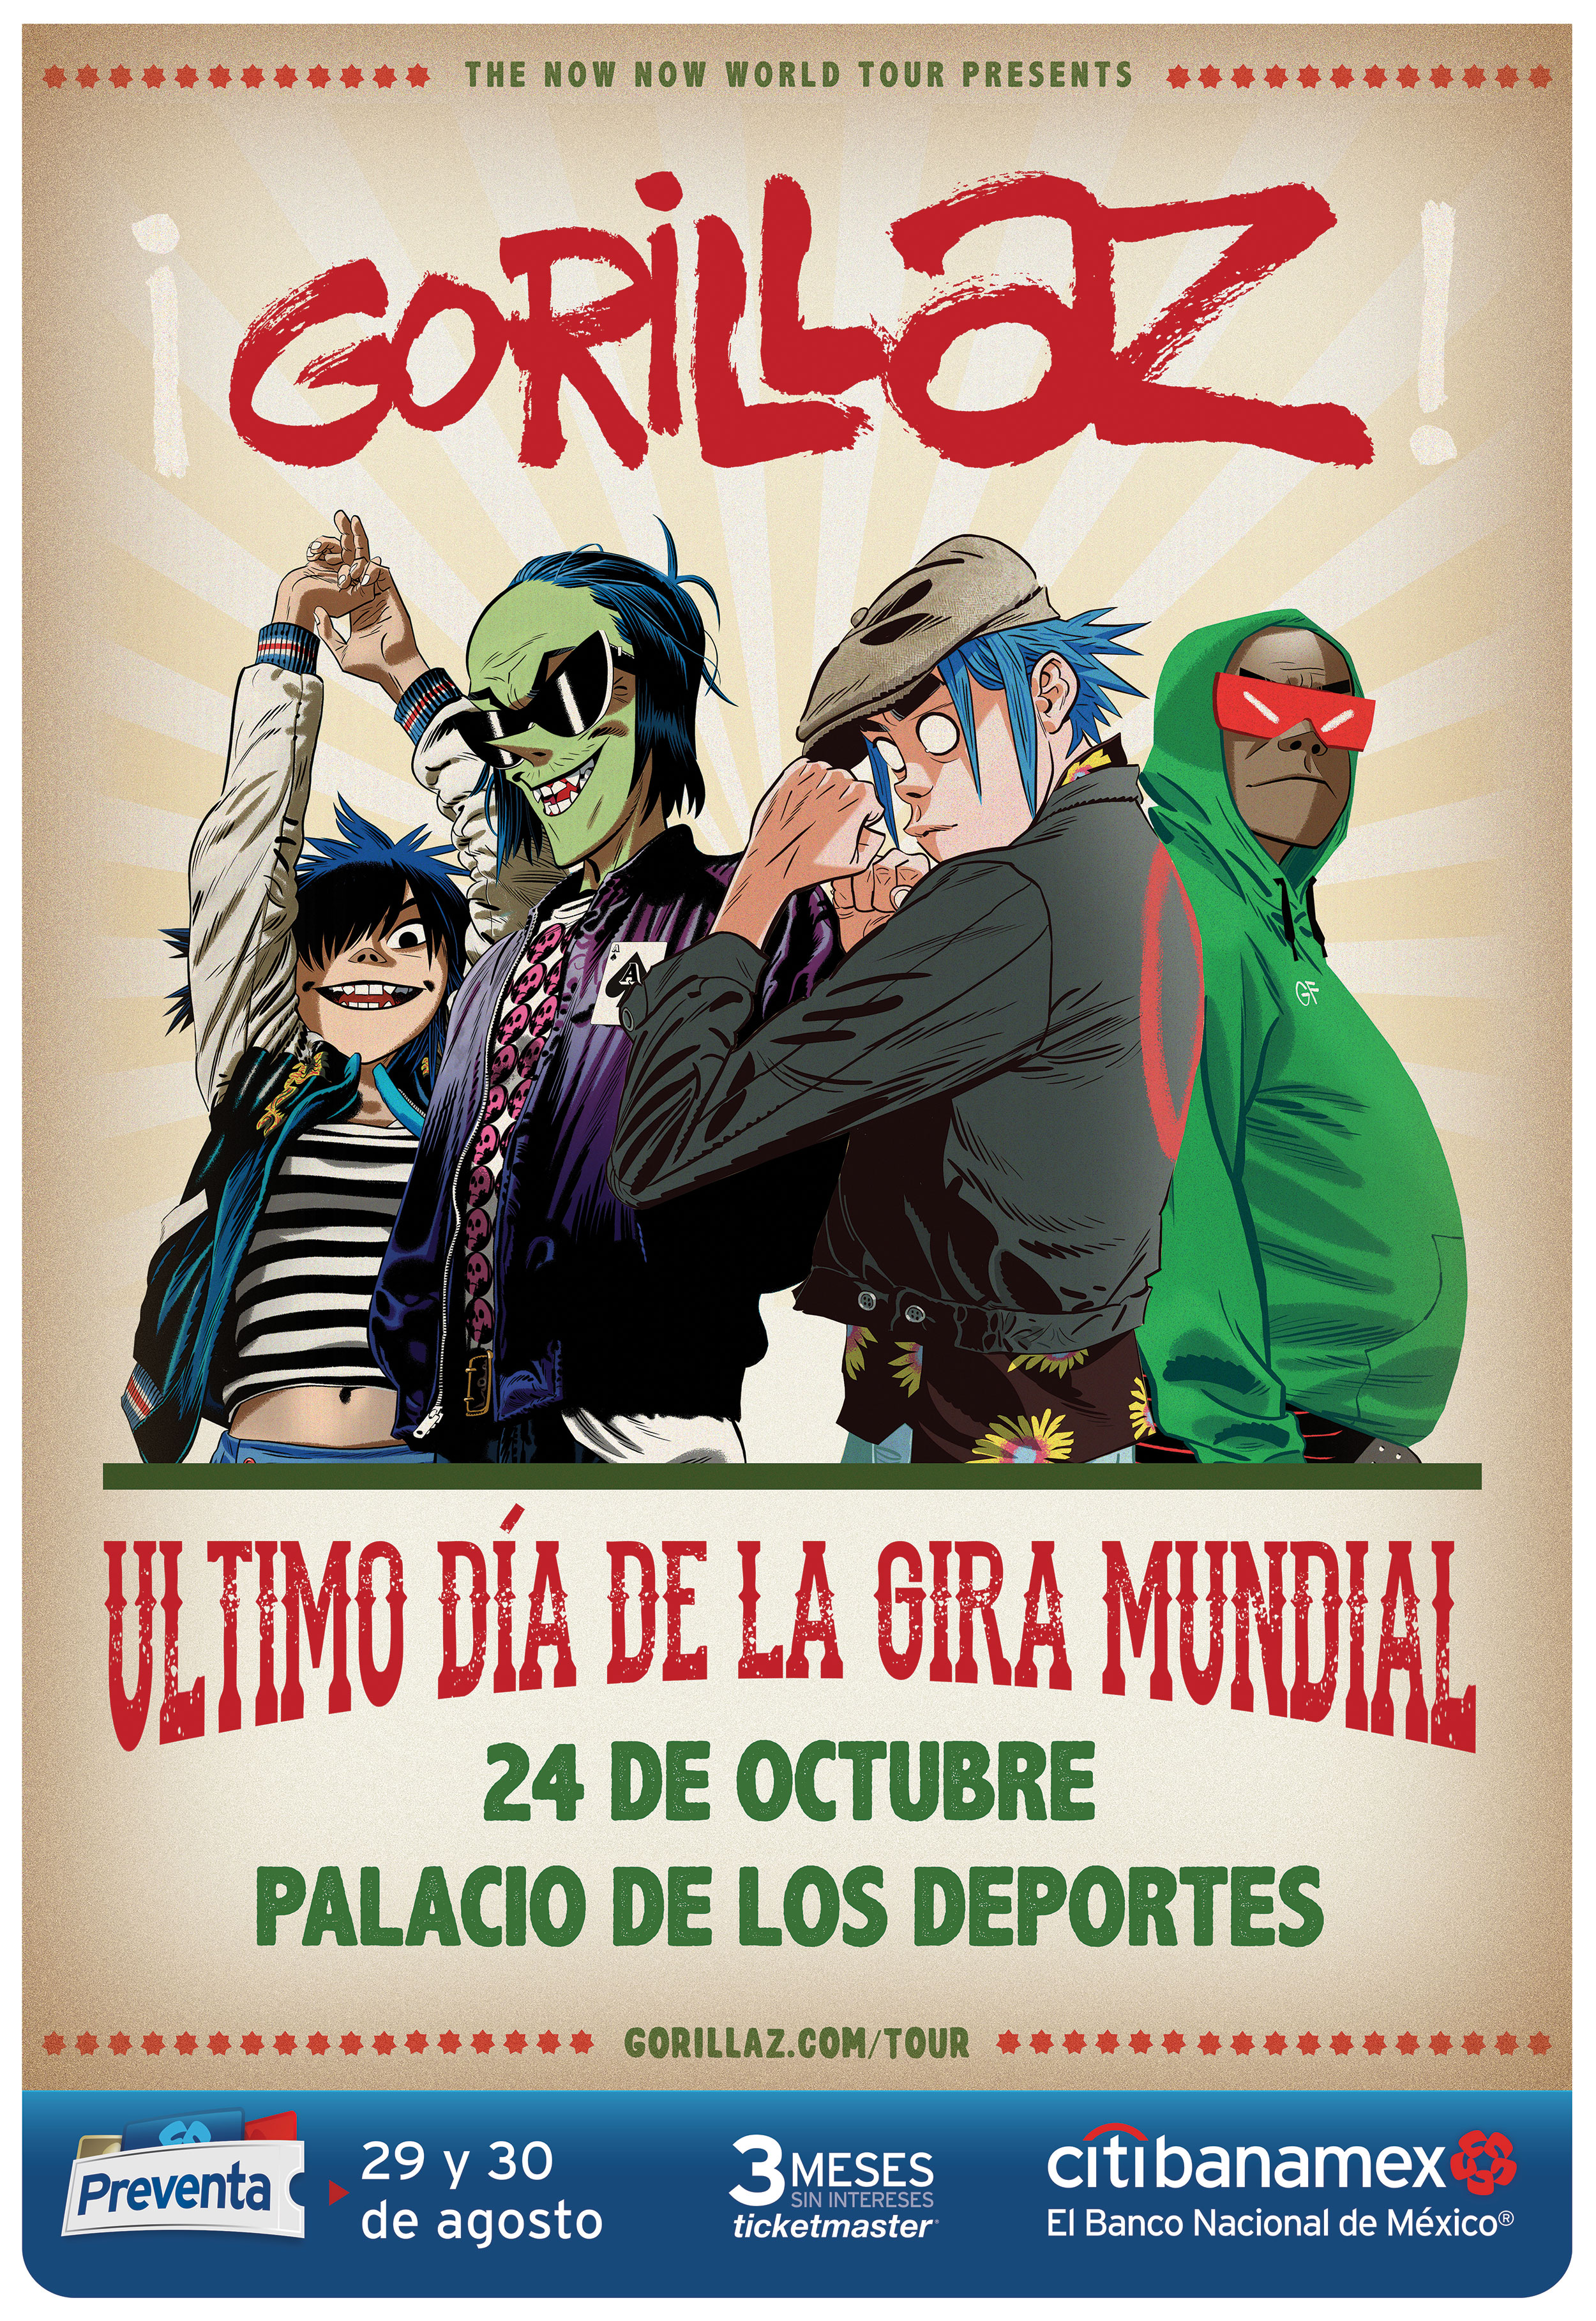 THE NOW NOW WORLD TOUR PRESENTS
¡GORILLAZ!
A
A
GF
ULTIMO DÍA DE LA GIRA MUNDIAL
24 DE OCTUBRE
PALACIO DE LOS DEPORTES
GORILLAZ.COM/TOUR
Preventa
29 y 30
de agosto
3 MESES
SIN INTERESES
ticketmaster®
citibanamex
El Banco Nacional de México®